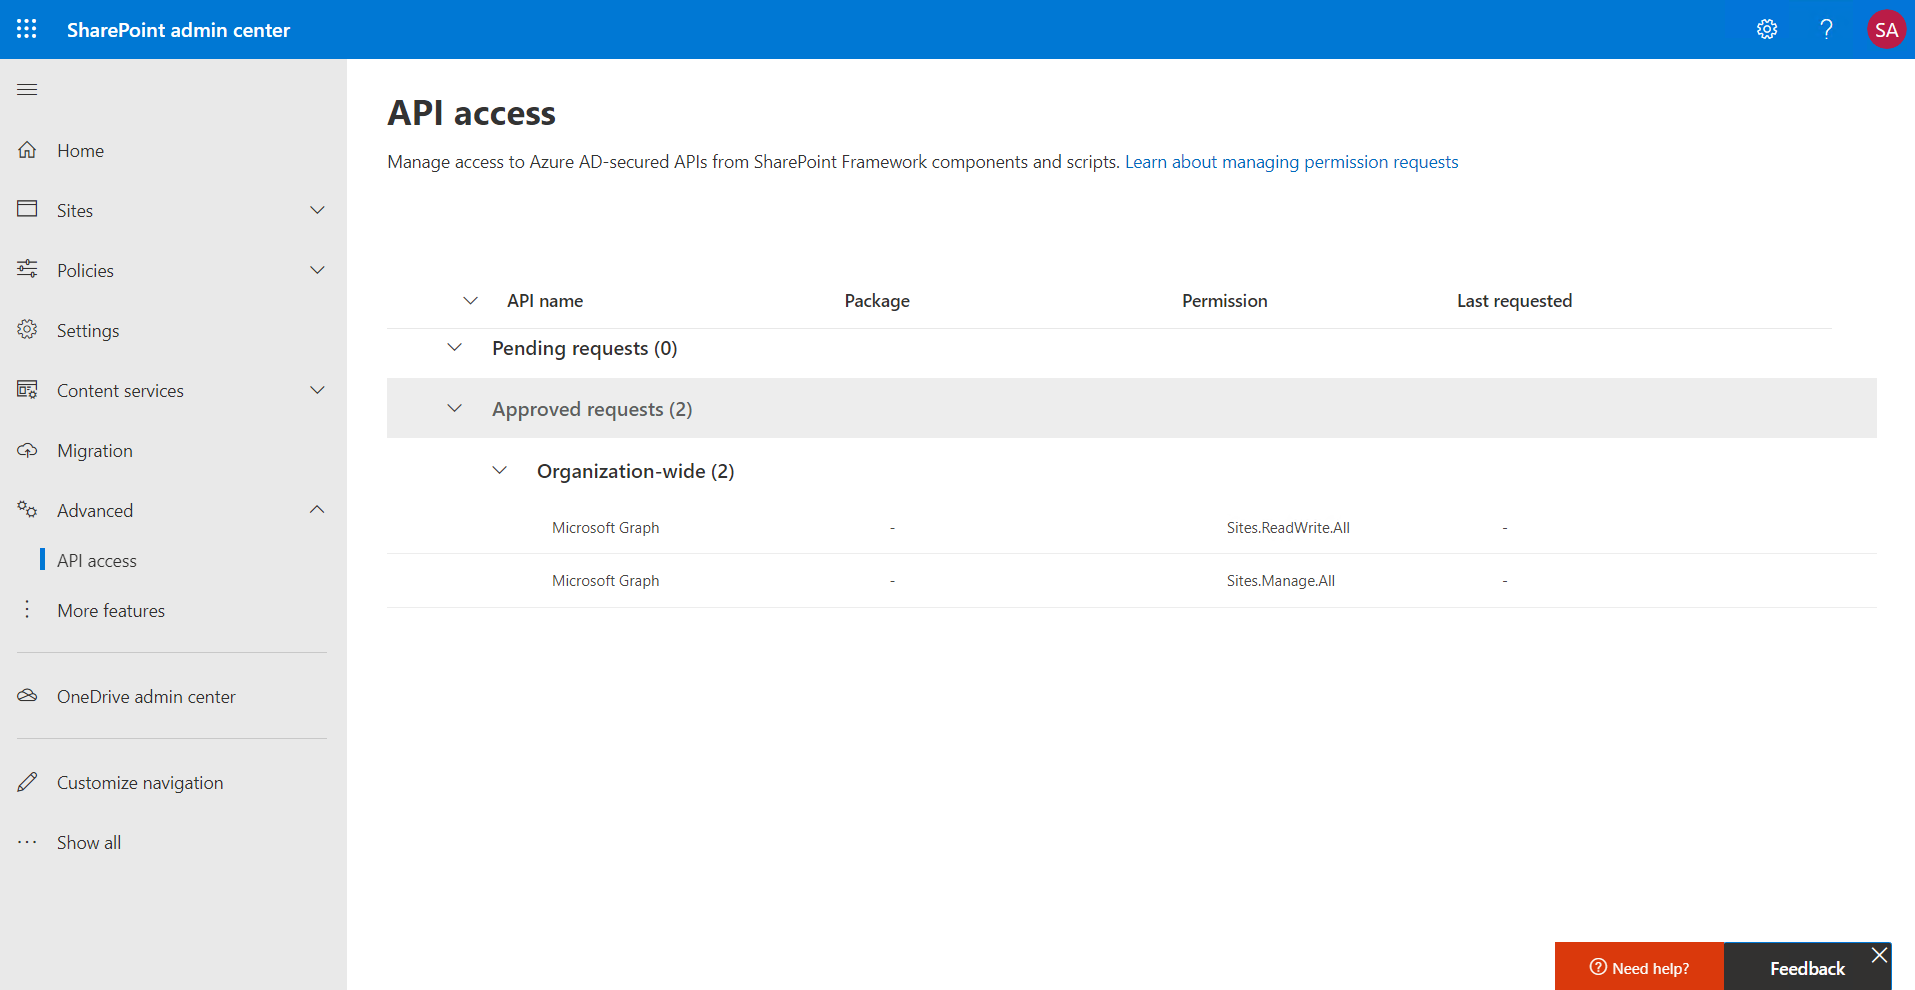 SharePoint admin center
SA
Home
Sites
Policies
Settings
Content services
Migration
Advanced
API access
More features
OneDrive admin center
Customize navigation
Show all
API access
Manage access to Azure AD-secured APIs from SharePoint Framework components and scripts. Learn about managing permission requests
API name Package Permission Last requested
Pending requests (0)
Approved requests (2)
Organization-wide (2)
Microsoft Graph - Sites.ReadWrite.All -
Microsoft Graph - Sites.Manage.All -
Need help? Feedback